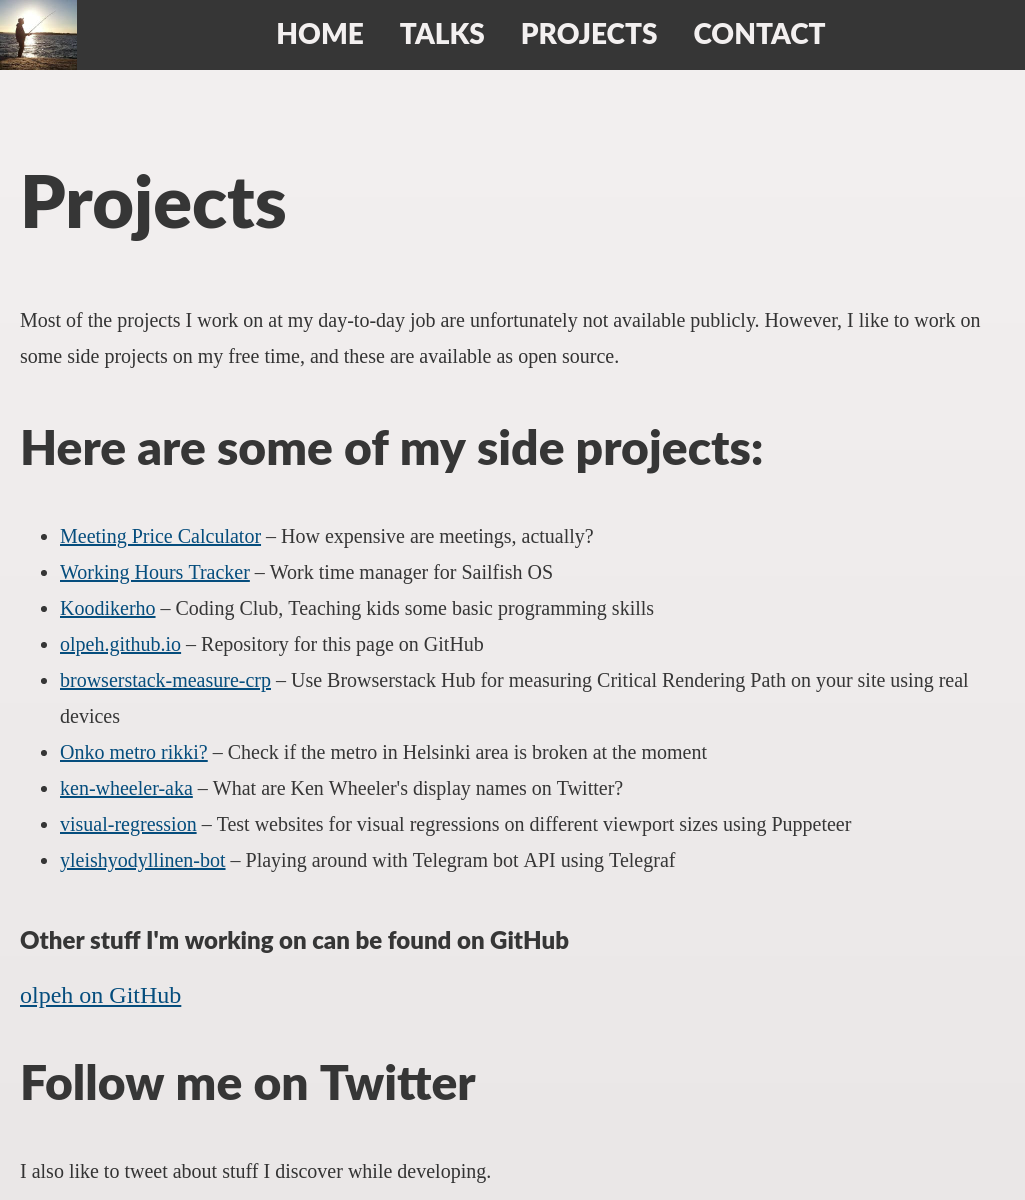 HOME TALKS PROJECTS CONTACT
Projects
Most of the projects I work on at my day-to-day job are unfortunately not available publicly. However, I like to work on
some side projects on my free time, and these are available as open source.
Here are some of my side projects:
Meeting Price Calculator – How expensive are meetings, actually?
Working Hours Tracker – Work time manager for Sailfish OS
Koodikerho – Coding Club, Teaching kids some basic programming skills
olpeh.github.io – Repository for this page on GitHub
browserstack-measure-crp – Use Browserstack Hub for measuring Critical Rendering Path on your site using real
devices
Onko metro rikki? – Check if the metro in Helsinki area is broken at the moment
ken-wheeler-aka – What are Ken Wheeler's display names on Twitter?
visual-regression – Test websites for visual regressions on different viewport sizes using Puppeteer
yleishyodyllinen-bot – Playing around with Telegram bot API using Telegraf
Other stuff I'm working on can be found on GitHub
olpeh on GitHub
Follow me on Twitter
I also like to tweet about stuff I discover while developing.